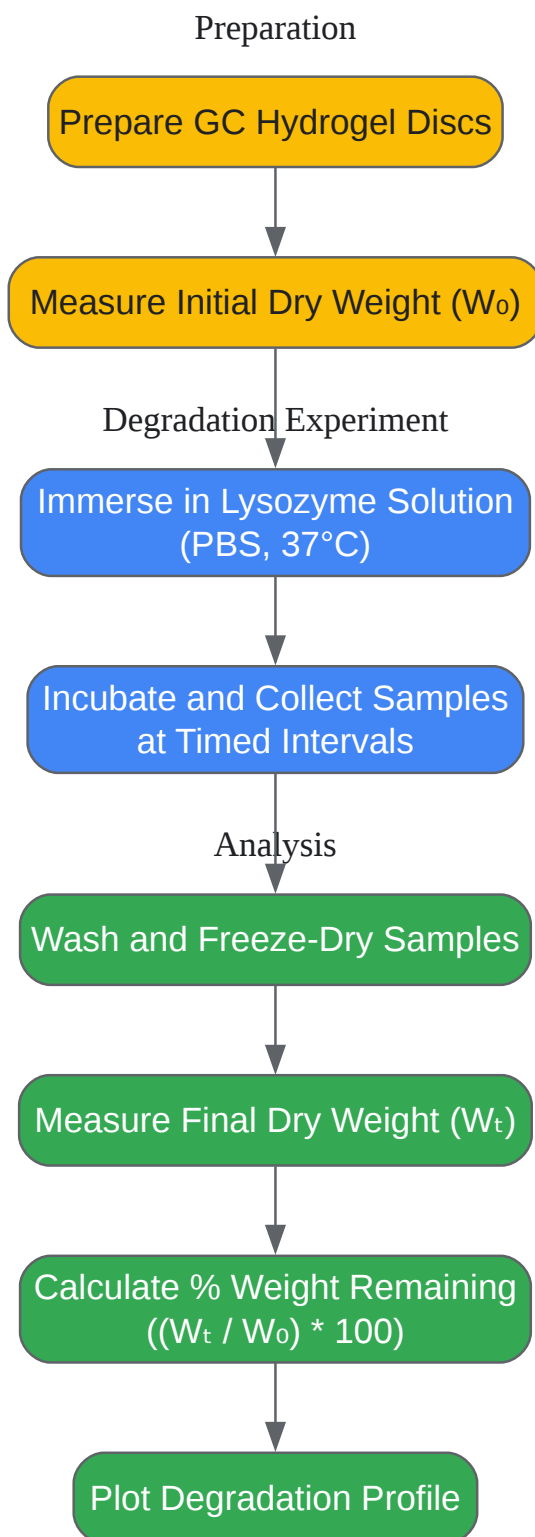 Preparation
Prepare GC Hydrogel Discs
Measure Initial Dry Weight (W₀)
Degradation Experiment
Immerse in Lysozyme Solution
(PBS, 37°C)
Incubate and Collect Samples
at Timed Intervals
Analysis
Wash and Freeze-Dry Samples
Measure Final Dry Weight (Wₜ)
Calculate % Weight Remaining
((Wₜ / W₀) * 100)
Plot Degradation Profile